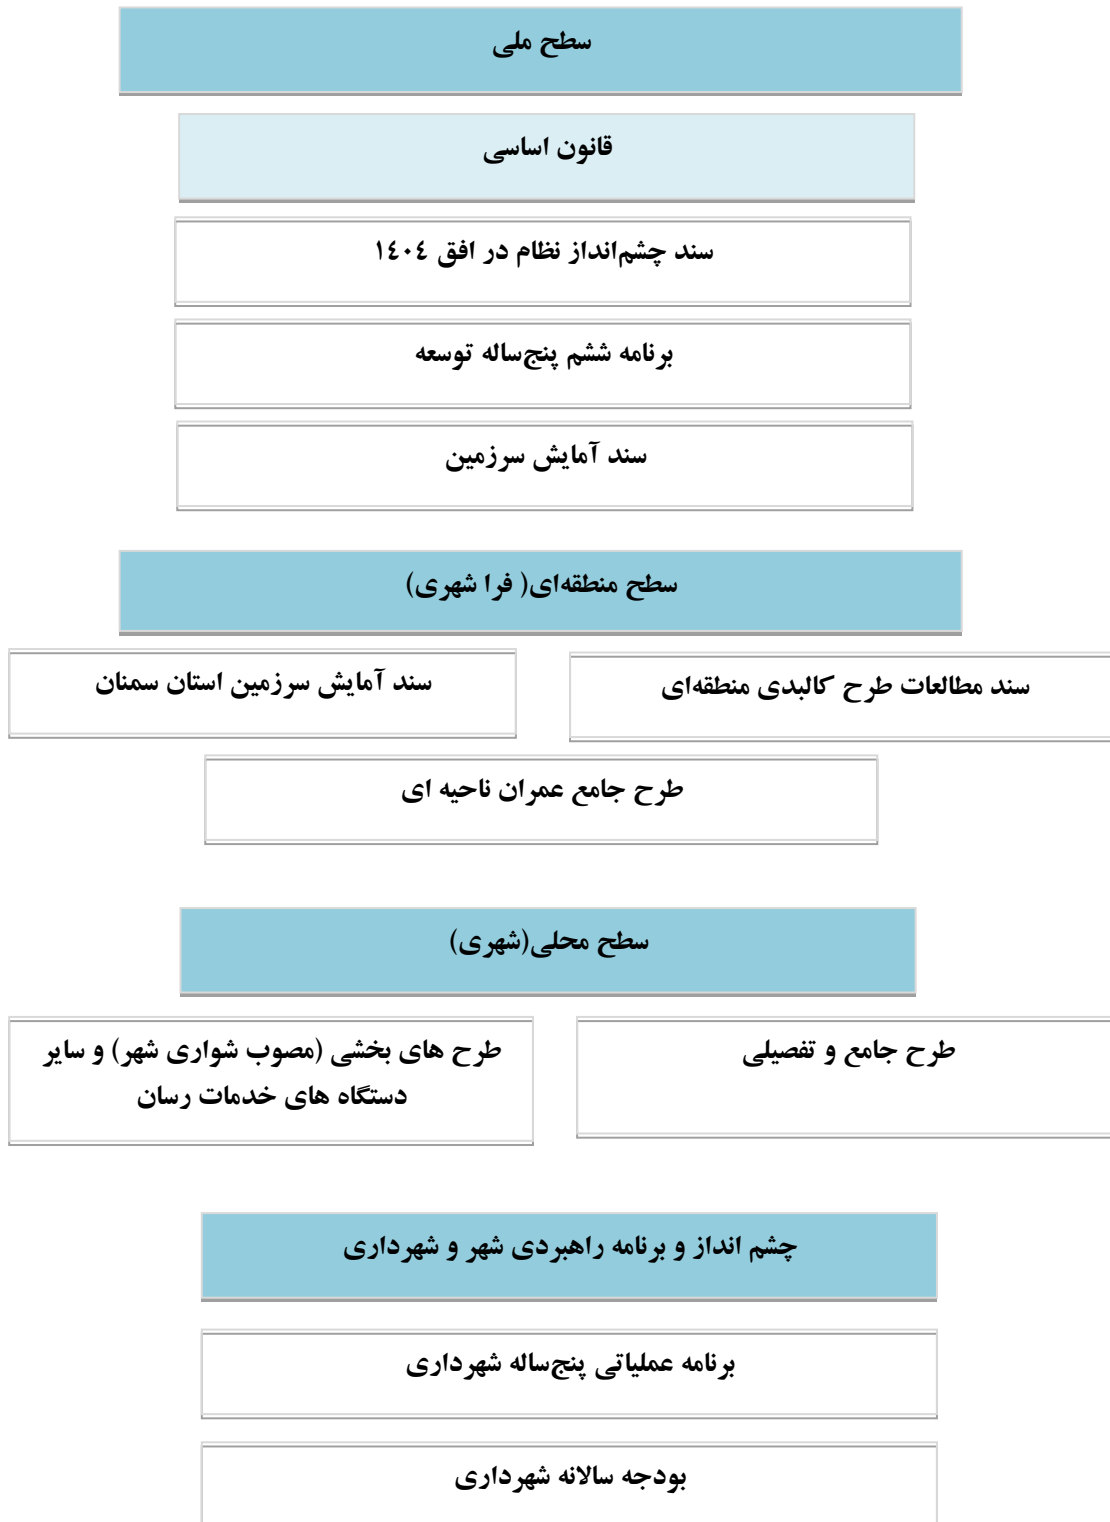 سطح ملی
قانون اساسی
سند چشم‌انداز نظام در افق ١٤٠٤
برنامه ششم پنج‌ساله توسعه
سند آمایش سرزمین
سطح منطقه‌ای( فرا شهری)
سند مطالعات طرح کالبدی منطقه‌ای
سند آمایش سرزمین استان سمنان
طرح جامع عمران ناحیه ای
سطح محلی(شهری)
طرح جامع و تفصیلی
طرح های بخشی (مصوب شواری شهر) و سایر
دستگاه های خدمات رسان
چشم انداز و برنامه راهبردی شهر و شهرداری
برنامه عملیاتی پنج‌ساله شهرداری
بودجه سالانه شهرداری